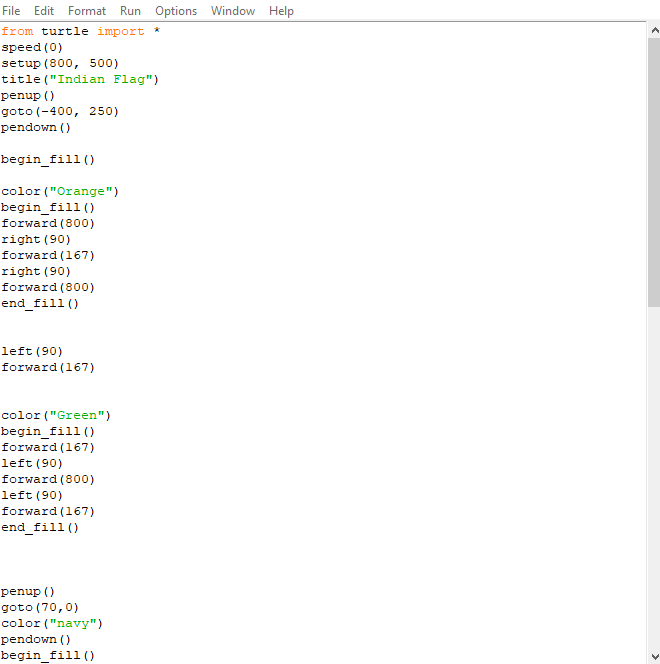 File Edit Format Run Options Window Help
from turtle import *
speed(0)
setup(800, 500)
title("Indian Flag")
penup()
goto(-400, 250)
pendown()
begin_fill()
color("Orange")
begin_fill()
forward(800)
right(90)
forward(167)
right(90)
forward(800)
end_fill()
left(90)
forward(167)
color("Green")
begin_fill()
forward(167)
left(90)
forward(800)
left(90)
forward(167)
end_fill()
penup()
goto(70,0)
color("navy")
pendown()
begin_fill()